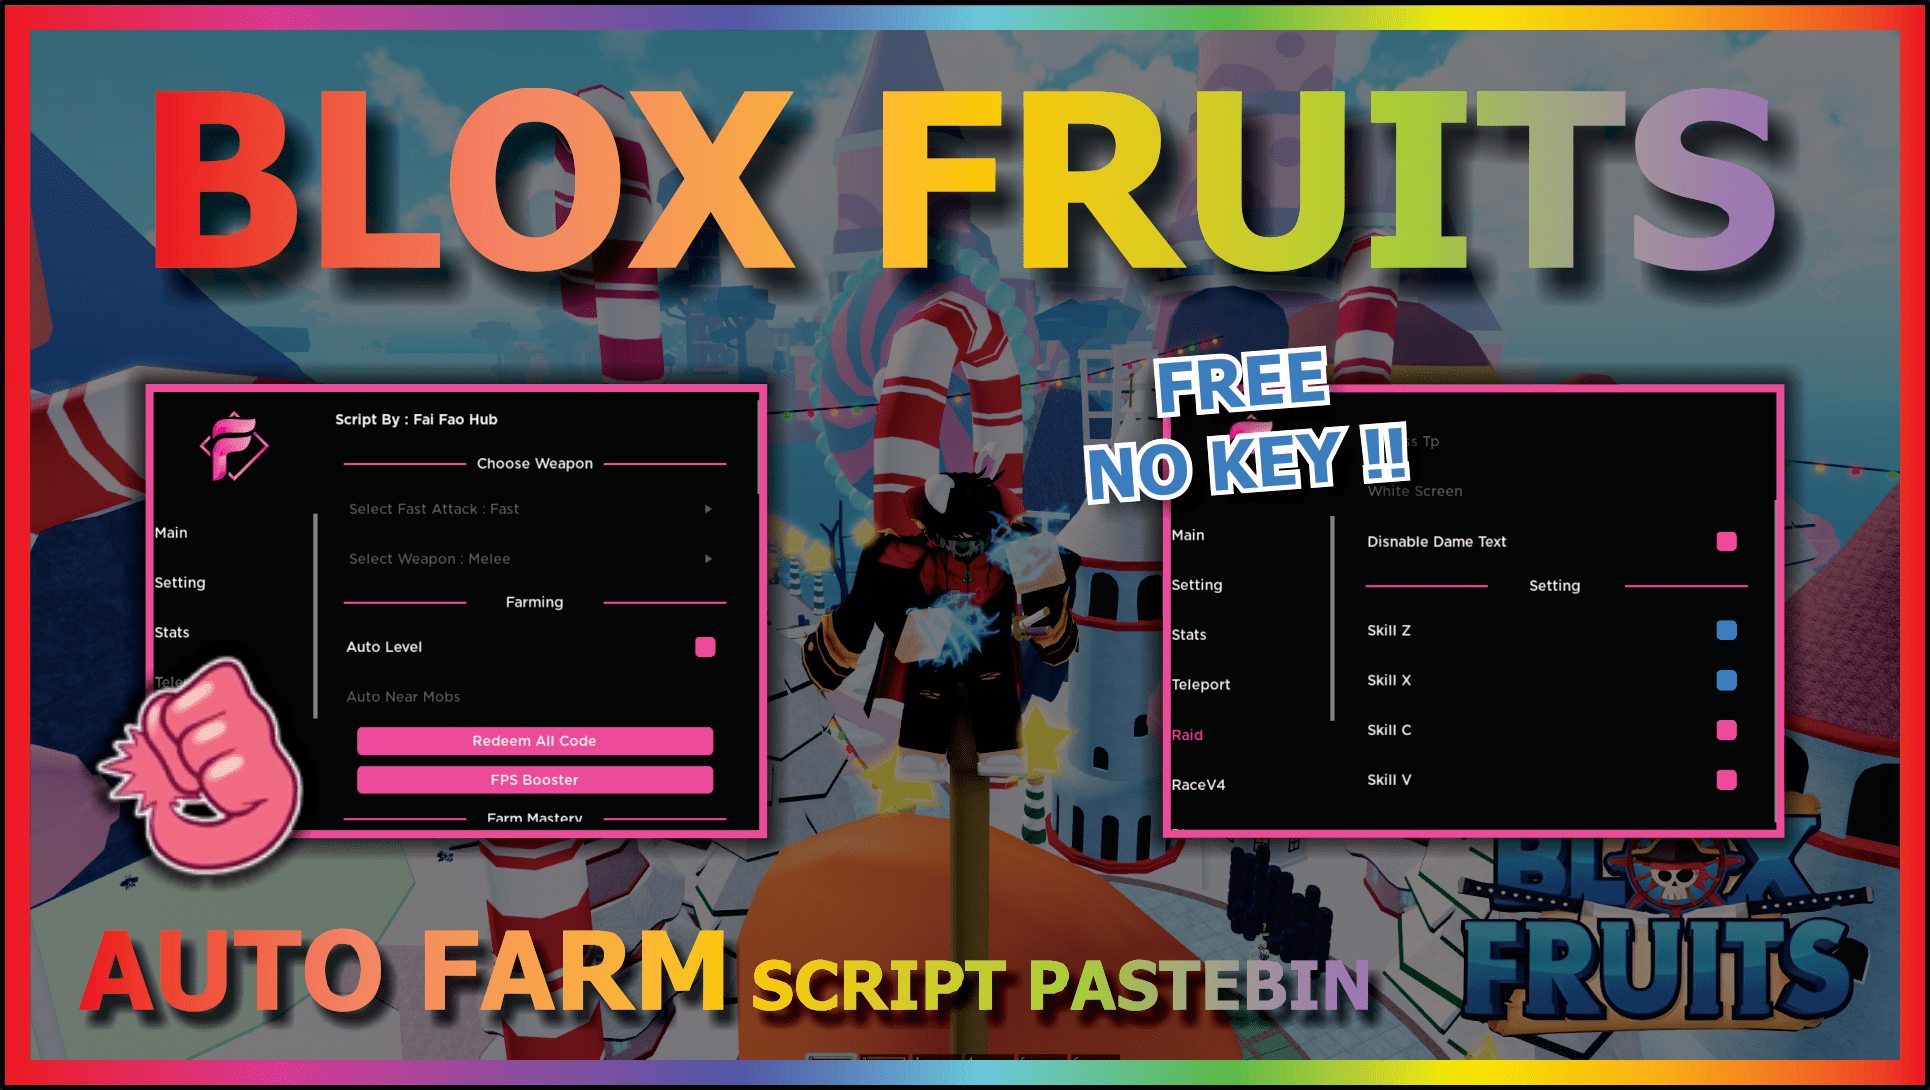 BLOX FRUITS
FREE
NO KEY !!
Script By : Fai Fao Hub
Choose Weapon
Select Fast Attack : Fast
Select Weapon : Melee
Farming
Auto Level
Auto Near Mobs
Redeem All Code
FPS Booster
Farm Mastery
Main
Setting
Stats
Tp
White Screen
Disnable Dame Text
Setting
Skill Z
Skill X
Skill C
Skill V
Main
Setting
Stats
Teleport
Raid
RaceV4
AUTO FARM SCRIPT PASTEBIN
BLOX
FRUITS